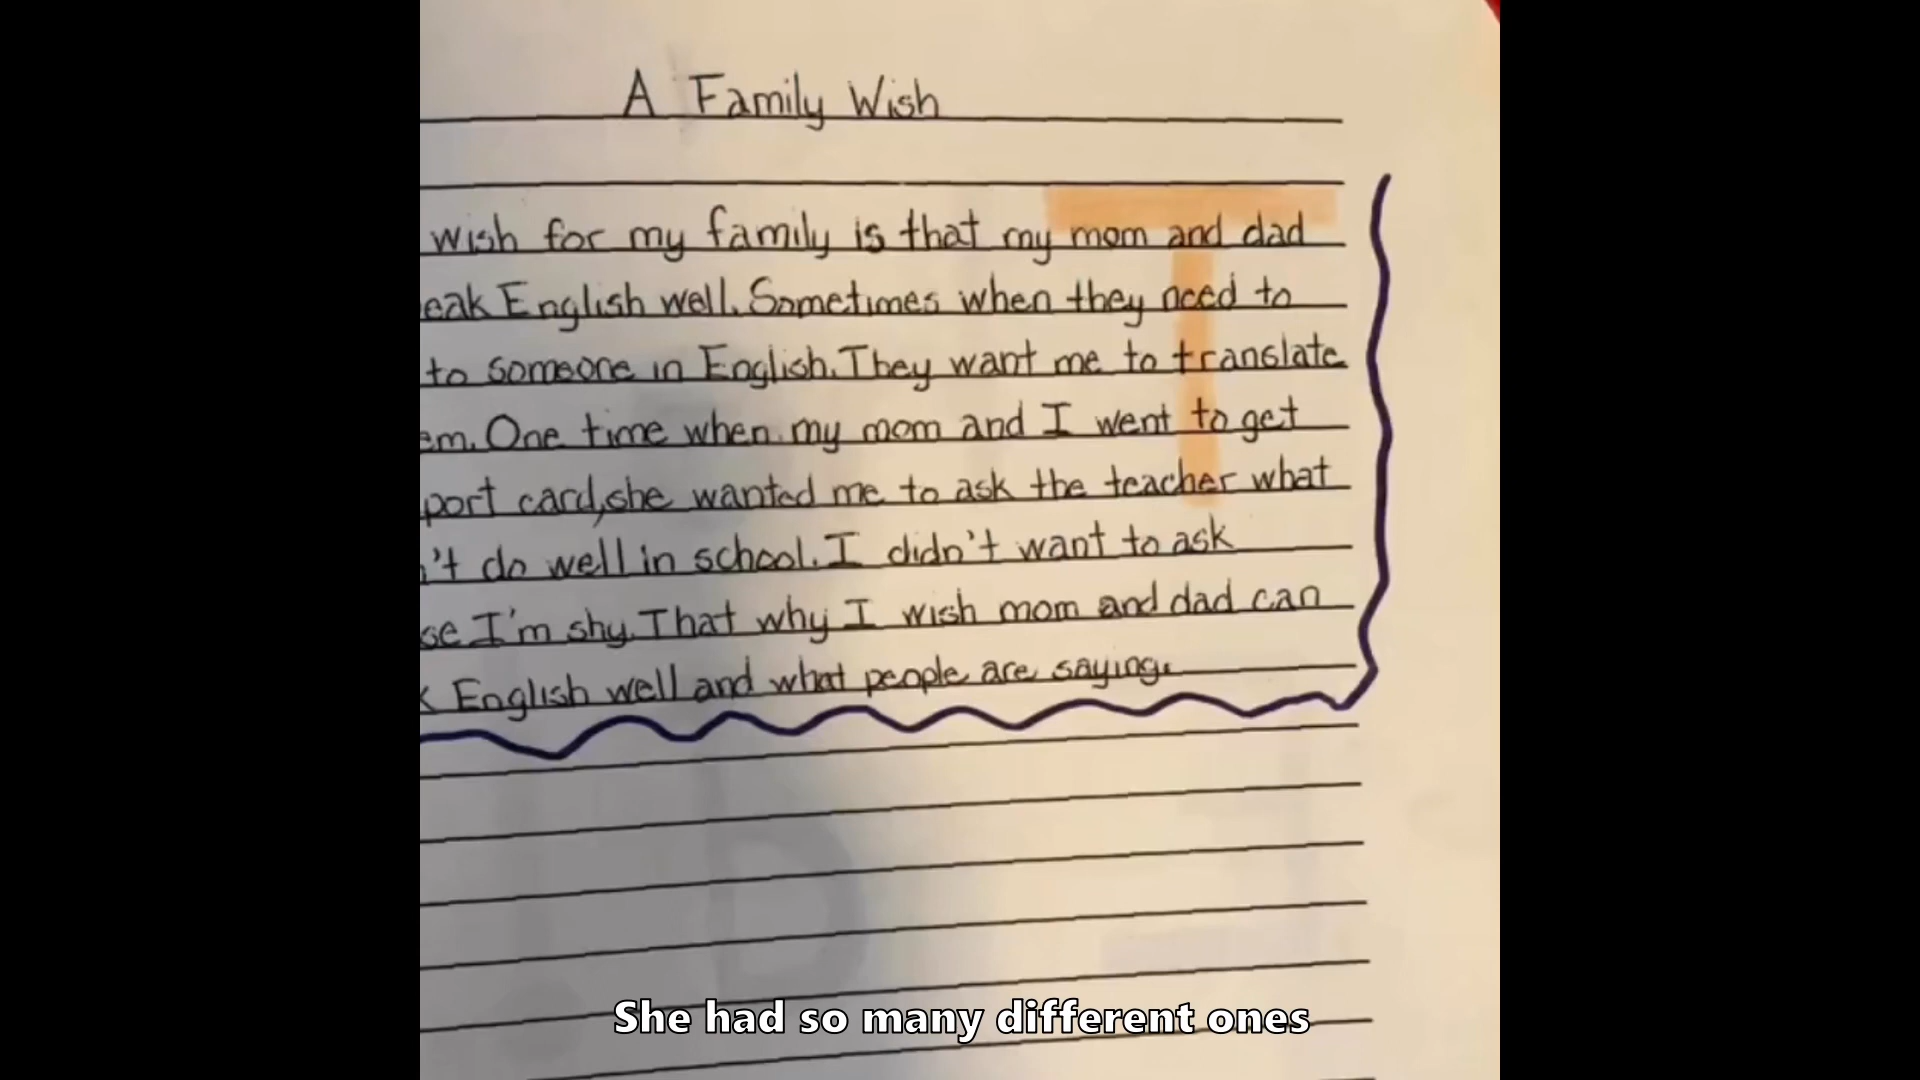 A Family Wish
wish for my family is that my mom and dad
eak English well. Sometimes when they need to
to someone in English. They want me to translate
em. One time when my mom and I went to get
port card, she wanted me to ask the teacher what
't do well in school. I didn't want to ask
se I'm shy. That why I wish mom and dad can
k English well and what people are saying.
She had so many different ones